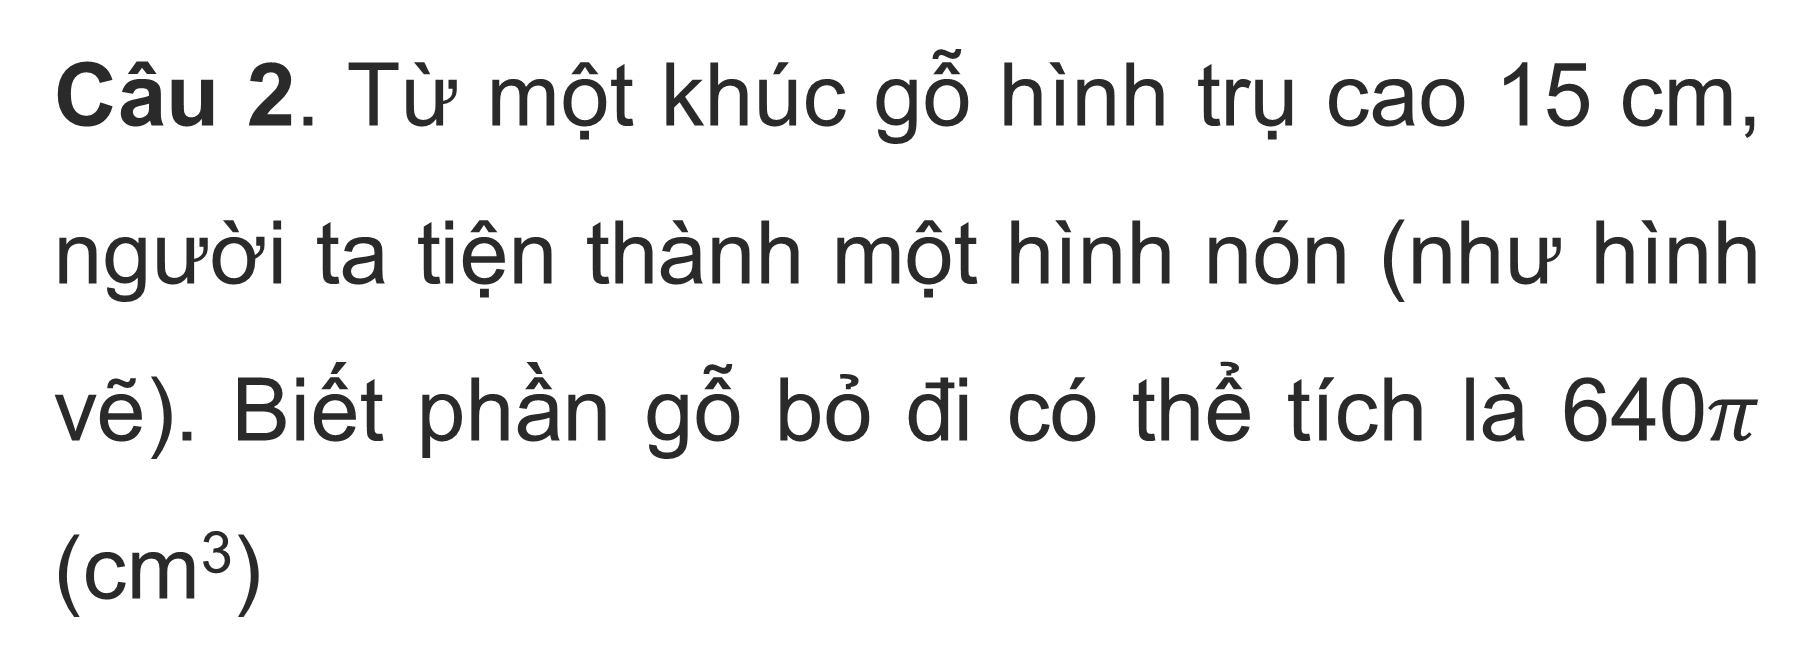 Câu 2. Từ một khúc gỗ hình trụ cao 15 cm,
người ta tiện thành một hình nón (như hình
vẽ). Biết phần gỗ bỏ đi có thể tích là 640π
(cm³)